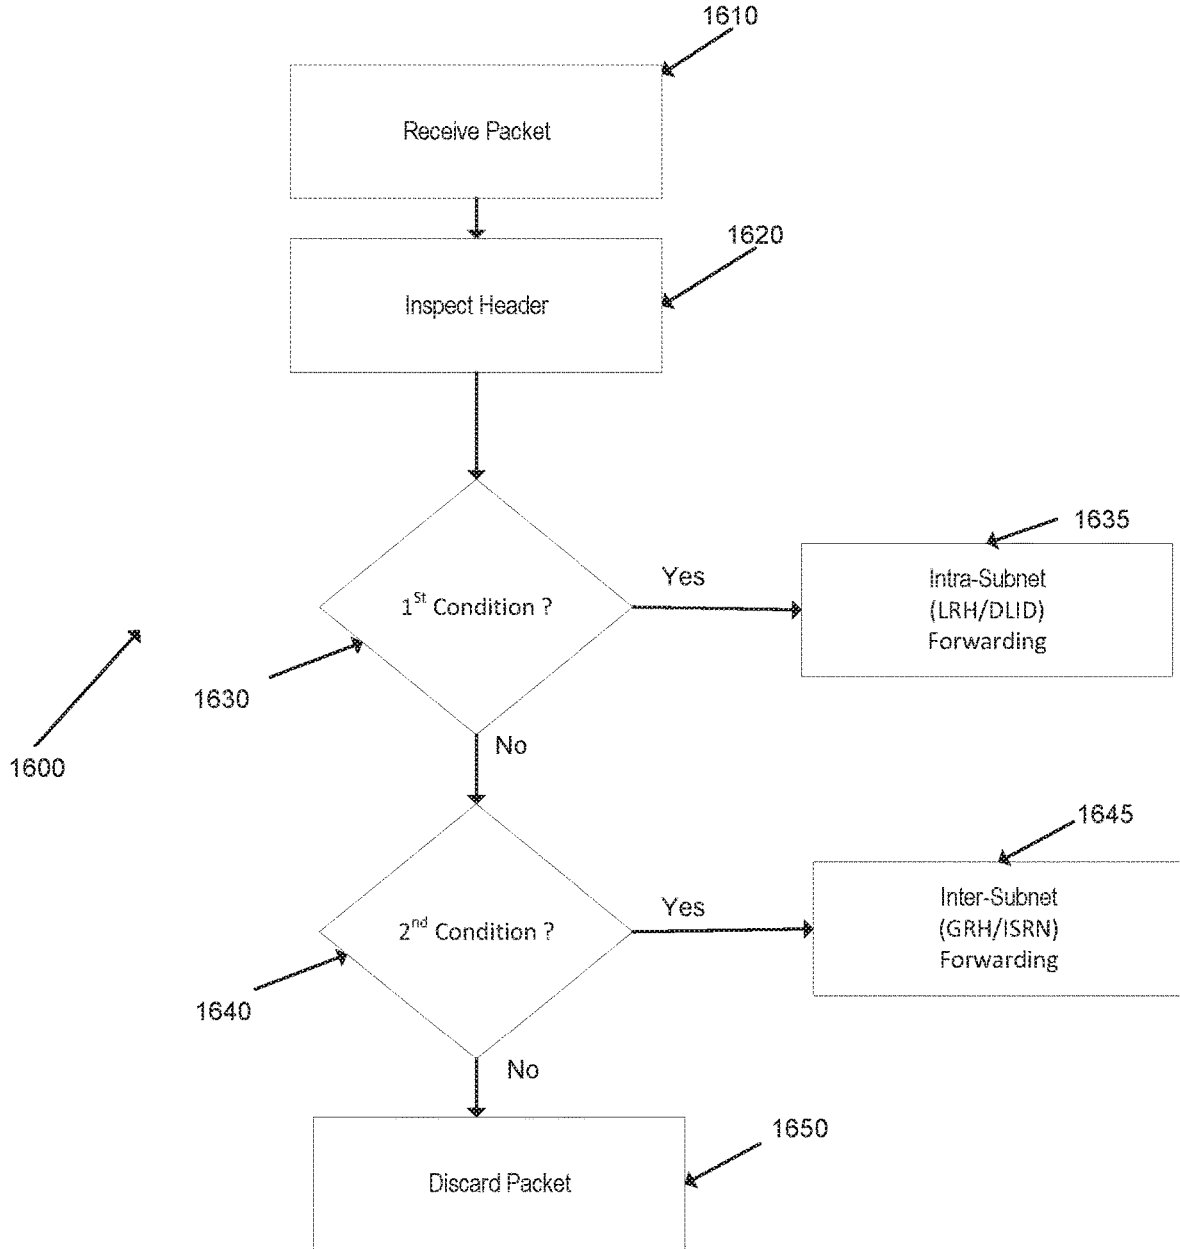 1610
Receive Packet
1620
Inspect Header
1635
Yes
Intra-Subnet
(LRH/DLID)
Forwarding
1St Condition ?
1630
No
1600
1645
Yes
Inter-Subnet
(GRH/ISRN)
Forwarding
2nd Condition ?
1640
No
1650
Discard Packet